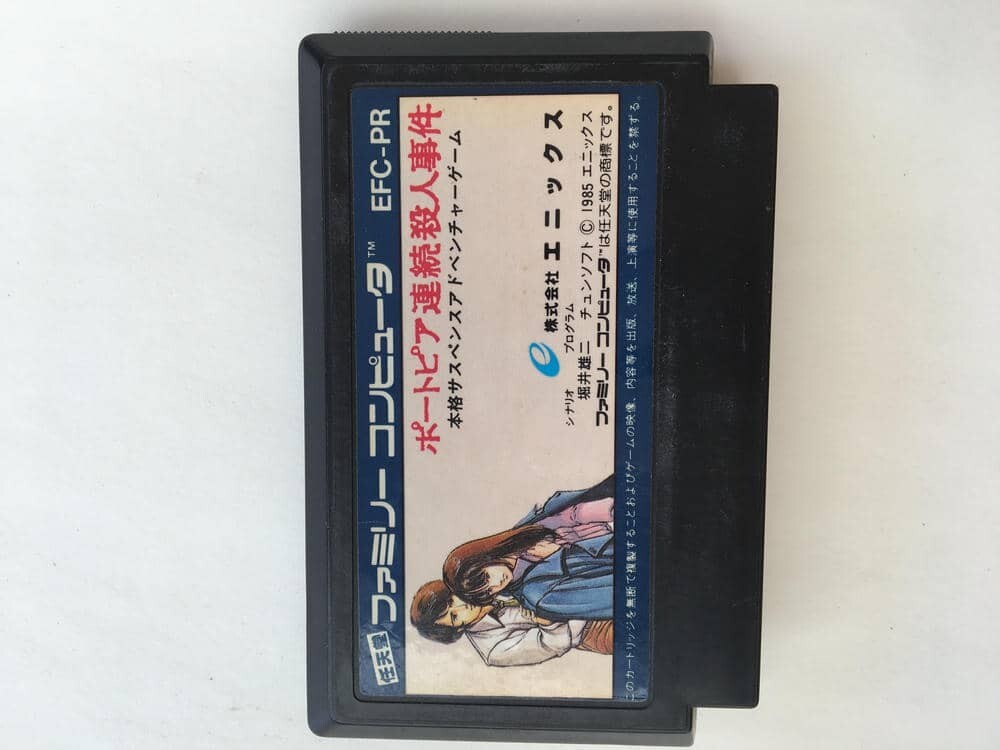 任天堂 ファミリー コンピュータ™ EFC-PR
ポートピア連続殺人事件
本格サスペンスアドベンチャーゲーム
e 株式会社 エニックス
シナリオ プログラム
堀井雄二 チュンソフト © 1985 エニックス
ファミリー コンピュータ™は任天堂の商標です。
このカートリッジを無断で複製することおよびゲームの映像、内容等を出版、放送、上演等に使用することを禁ずる。